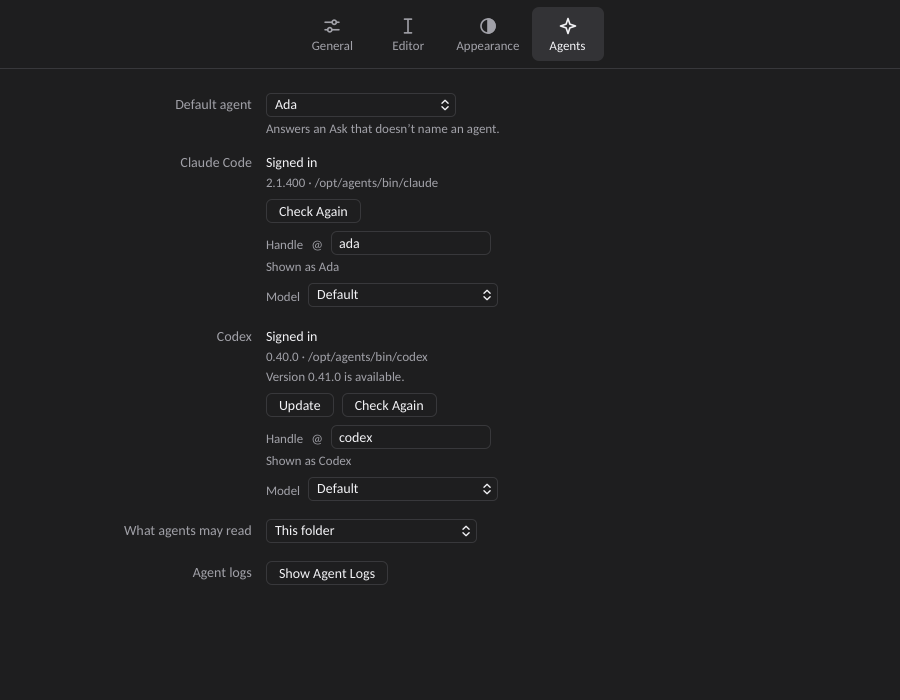 General
Editor
Appearance
Agents
Default agent
Ada
Answers an Ask that doesn’t name an agent.
Claude Code
Signed in
2.1.400 · /opt/agents/bin/claude
Check Again
Handle @ ada
Shown as Ada
Model Default
Codex
Signed in
0.40.0 · /opt/agents/bin/codex
Version 0.41.0 is available.
Update Check Again
Handle @ codex
Shown as Codex
Model Default
What agents may read This folder
Agent logs Show Agent Logs